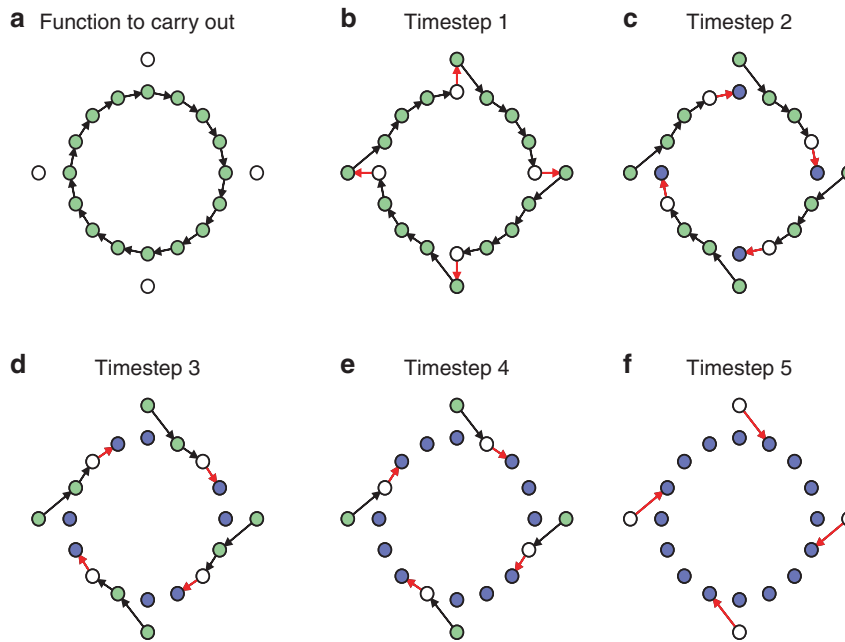 a Function to carry out
b Timestep 1
c Timestep 2
d Timestep 3
e Timestep 4
f Timestep 5